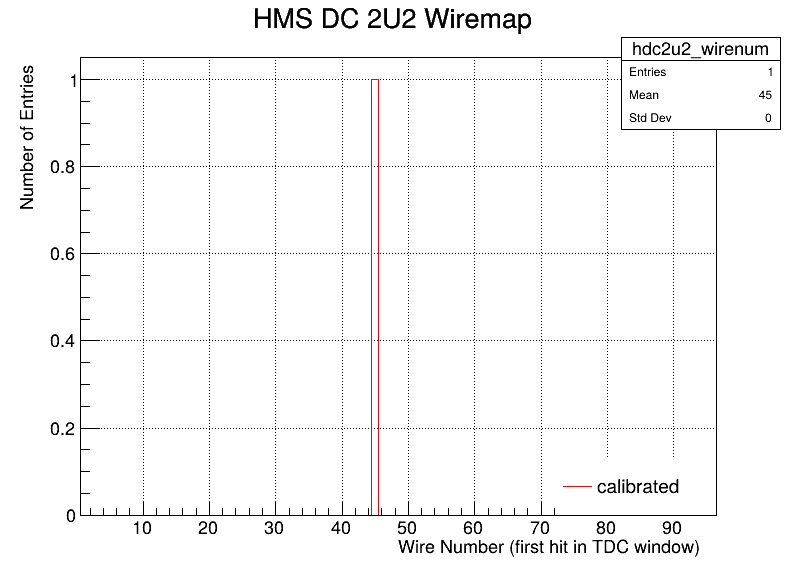 HMS DC 2U2 Wiremap
hdc2u2_wirenum
Entries 1
Mean 45
Std Dev 0
Number of Entries
1
0.8
0.6
0.4
0.2
0
calibrated
10 20 30 40 50 60 70 80 90
Wire Number (first hit in TDC window)